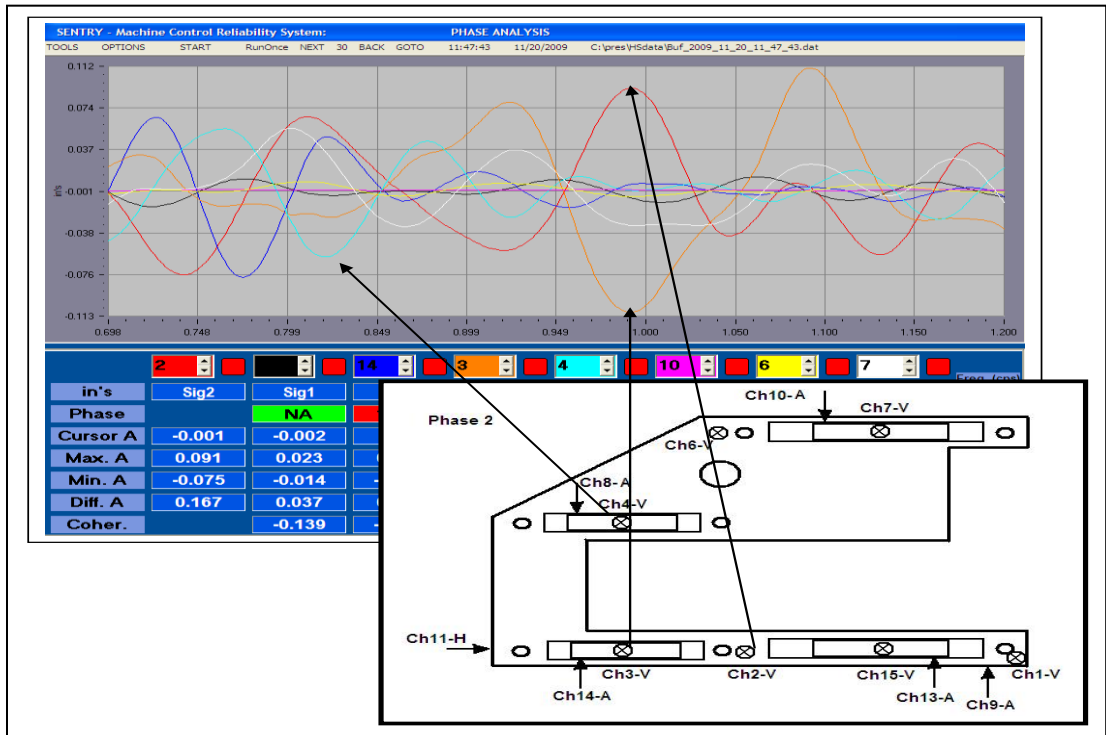 SENTRY - Machine Control Reliability System: PHASE ANALYSIS
TOOLS OPTIONS START RunOnce NEXT 30 BACK GOTO 11:47:43 11/20/2009 C:\pres\HSdata\Buf_2009_11_20_11_47_43.dat
0.112
0.074
0.037
-0.001
-0.038
-0.076
-0.113
in's
0.698 0.748 0.799 0.849 0.899 0.949 1.000 1.050 1.100 1.150 1.200
2 14 3 4 10 6 7
in's Sig2 Sig1
Phase NA
Cursor A -0.001 -0.002
Max. A 0.091 0.023
Min. A -0.075 -0.014
Diff. A 0.167 0.037
Coher. -0.139
Phase 2
Ch10-A
Ch7-V
Ch6-V
Ch8-A
Ch4-V
Ch11-H
Ch3-V
Ch2-V
Ch15-V
Ch1-V
Ch14-A
Ch13-A
Ch9-A